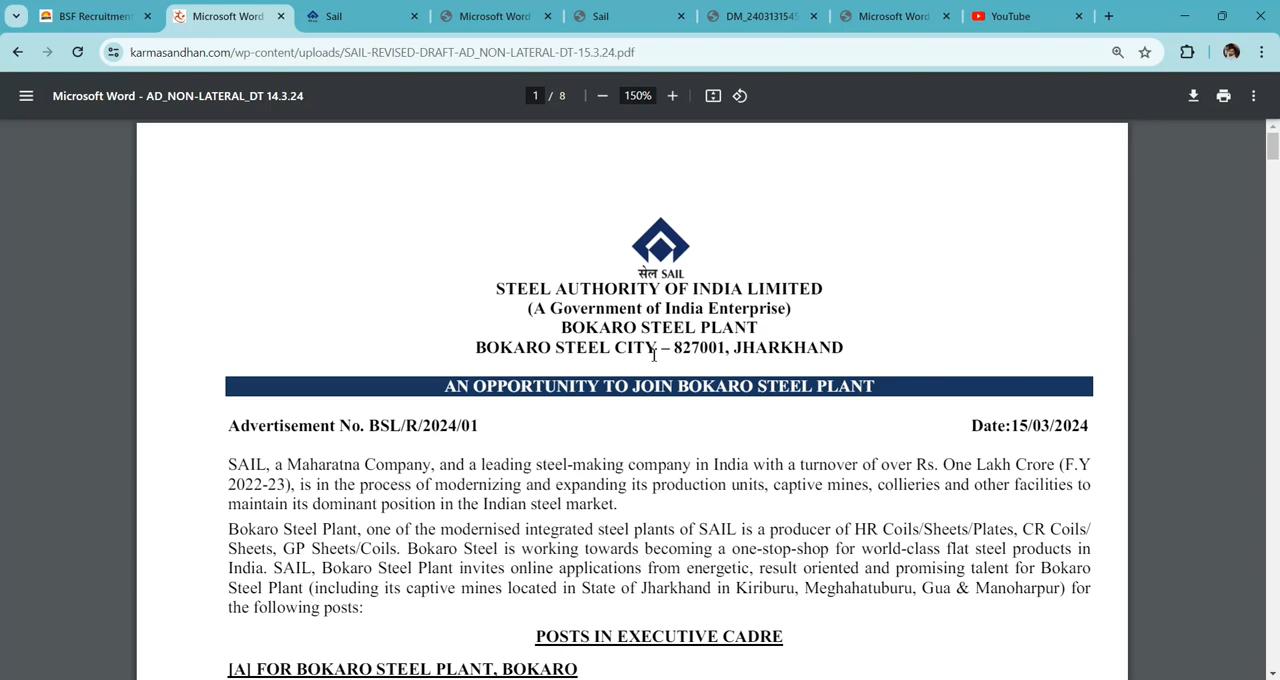 BSF Recruitment
Microsoft Word
Sail
Microsoft Word
Sail
DM_2403131545
Microsoft Word
YouTube
karmasandhan.com/wp-content/uploads/SAIL-REVISED-DRAFT-AD_NON-LATERAL-DT-15.3.24.pdf
Microsoft Word - AD_NON-LATERAL_DT 14.3.24
1 / 8
150%
सेल SAIL
STEEL AUTHORITY OF INDIA LIMITED
(A Government of India Enterprise)
BOKARO STEEL PLANT
BOKARO STEEL CITY – 827001, JHARKHAND
AN OPPORTUNITY TO JOIN BOKARO STEEL PLANT
Advertisement No. BSL/R/2024/01 Date:15/03/2024
SAIL, a Maharatna Company, and a leading steel-making company in India with a turnover of over Rs. One Lakh Crore (F.Y
2022-23), is in the process of modernizing and expanding its production units, captive mines, collieries and other facilities to
maintain its dominant position in the Indian steel market.
Bokaro Steel Plant, one of the modernised integrated steel plants of SAIL is a producer of HR Coils/Sheets/Plates, CR Coils/
Sheets, GP Sheets/Coils. Bokaro Steel is working towards becoming a one-stop-shop for world-class flat steel products in
India. SAIL, Bokaro Steel Plant invites online applications from energetic, result oriented and promising talent for Bokaro
Steel Plant (including its captive mines located in State of Jharkhand in Kiriburu, Meghahatuburu, Gua & Manoharpur) for
the following posts:
POSTS IN EXECUTIVE CADRE
[A] FOR BOKARO STEEL PLANT, BOKARO